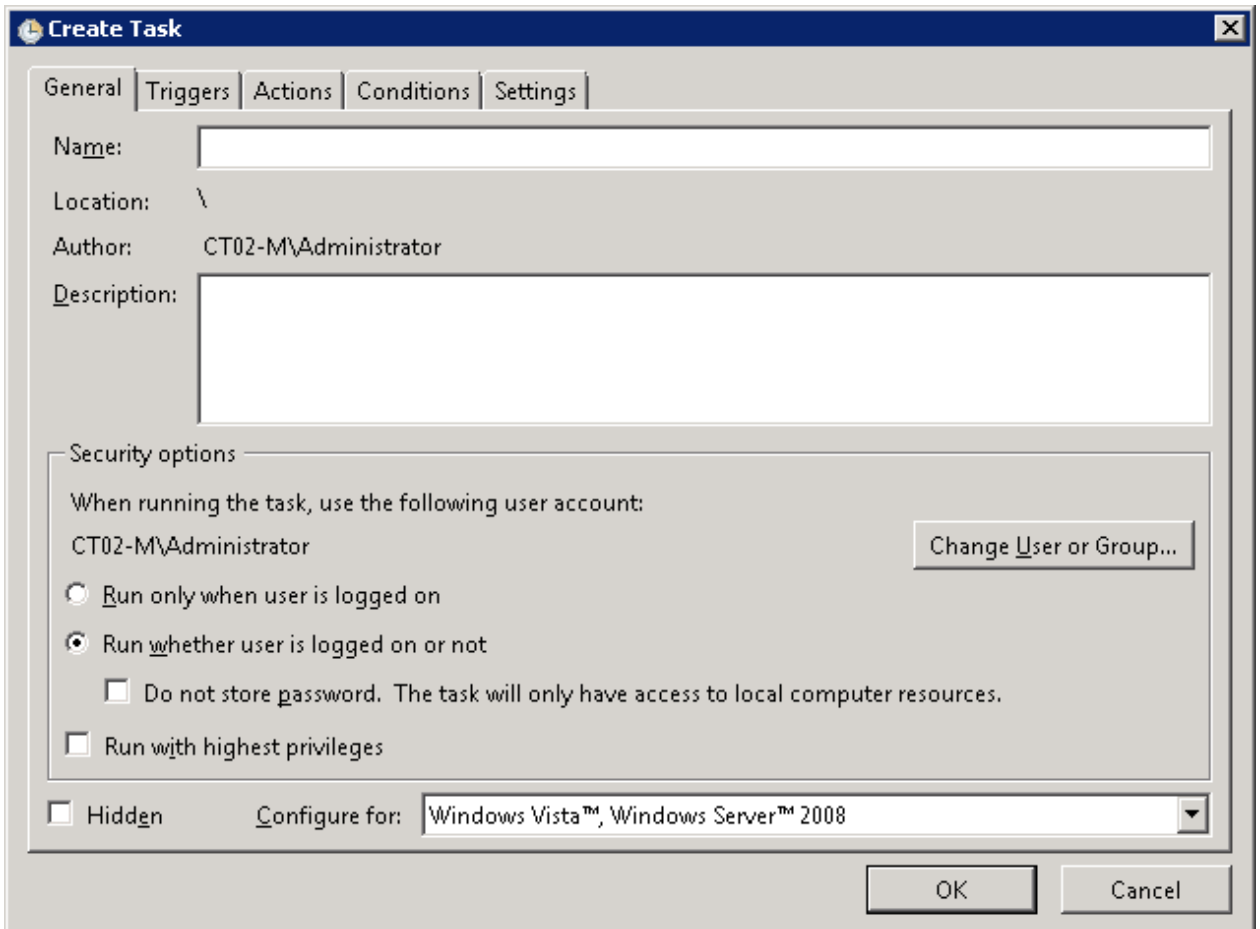 Create Task
General Triggers Actions Conditions Settings
Name:
Location: \
Author: CT02-M\Administrator
Description:
Security options
When running the task, use the following user account:
CT02-M\Administrator Change User or Group...
Run only when user is logged on
Run whether user is logged on or not
Do not store password. The task will only have access to local computer resources.
Run with highest privileges
Hidden Configure for: Windows Vista™, Windows Server™ 2008
OK Cancel